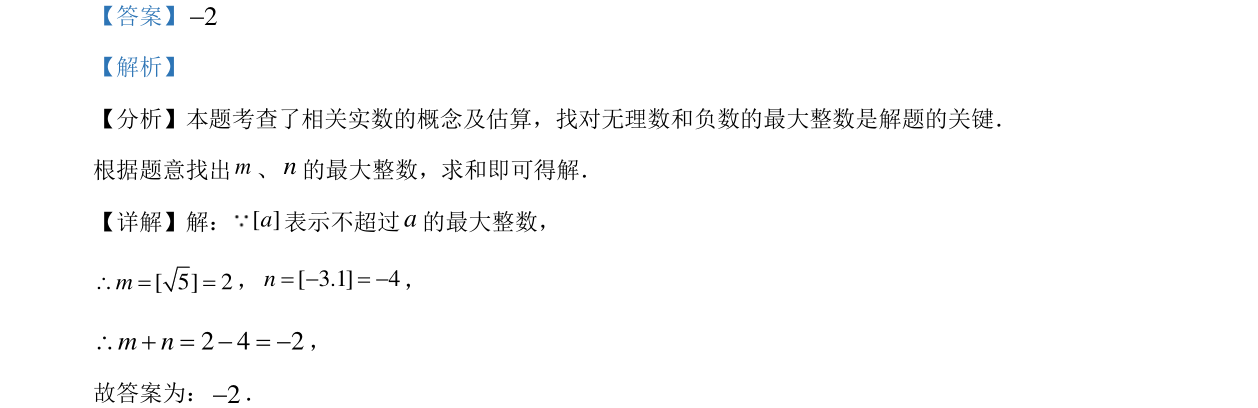 【答案】−2
【解析】
【分析】本题考查了相关实数的概念及估算，找对无理数和负数的最大整数是解题的关键．
根据题意找出m、n的最大整数，求和即可得解．
【详解】解：∵[a]表示不超过a的最大整数，
∴m=[√5]=2，n=[−3.1]=−4，
∴m+n=2−4=−2，
故答案为：−2．